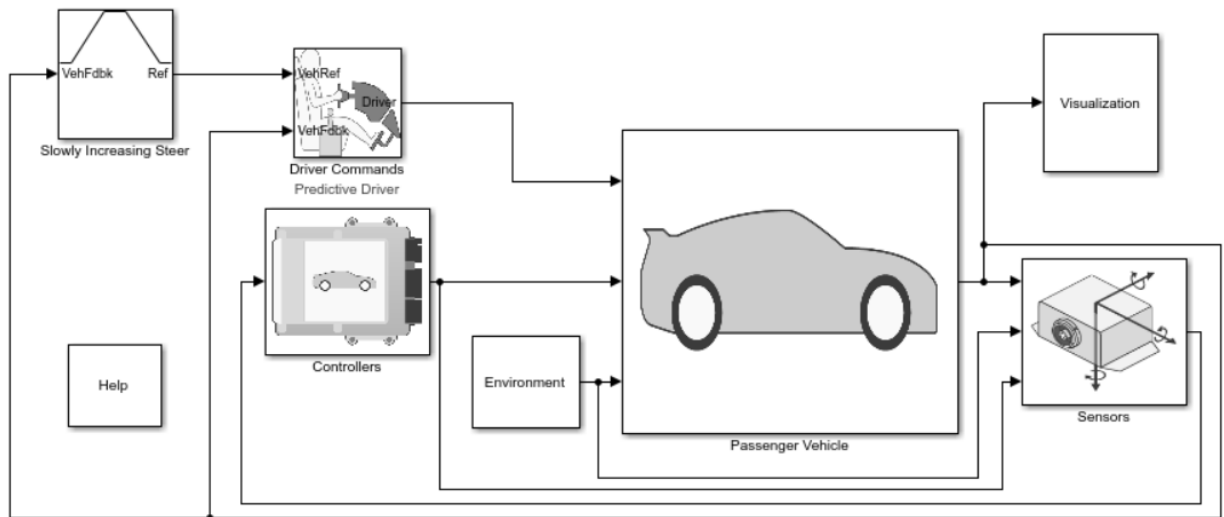 VehFdbk
Ref
Slowly Increasing Steer
VehRef
Driver
VehFdbk
Driver Commands
Predictive Driver
Visualization
Controllers
Help
Environment
Passenger Vehicle
Sensors